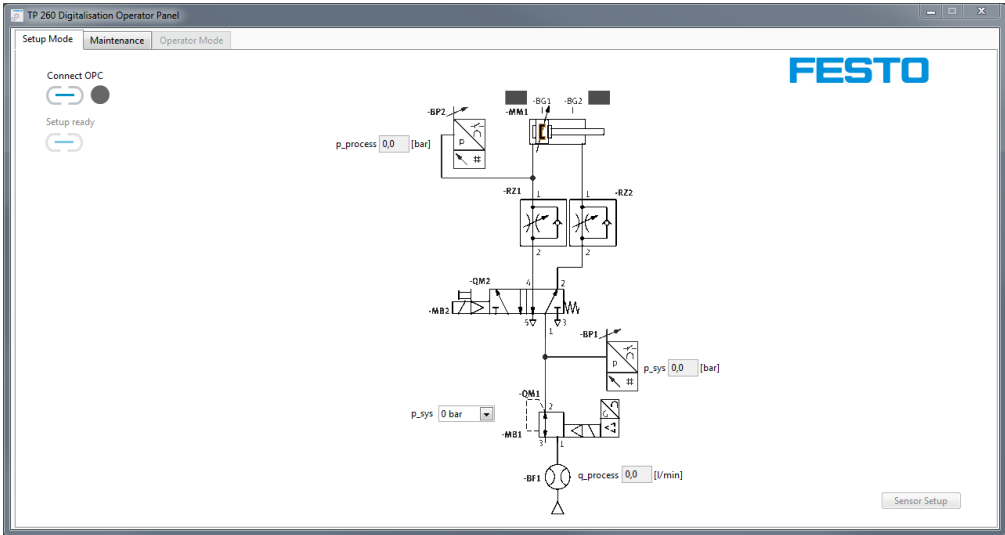 TP 260 Digitalisation Operator Panel
Setup Mode
Maintenance
Operator Mode
Connect OPC
FESTO
Setup ready
-BG1
-BG2
-BP2
-MM1
p
#
p_process 0,0 [bar]
-RZ1
1
1
-RZ2
2
2
-QM2
4
2
-MB2
5
3
1
-BP1
p
#
p_sys 0,0 [bar]
-QM1
2
p_sys 0 bar
G
-MB1
3
1
-BF1
q_process 0,0 [l/min]
Sensor Setup